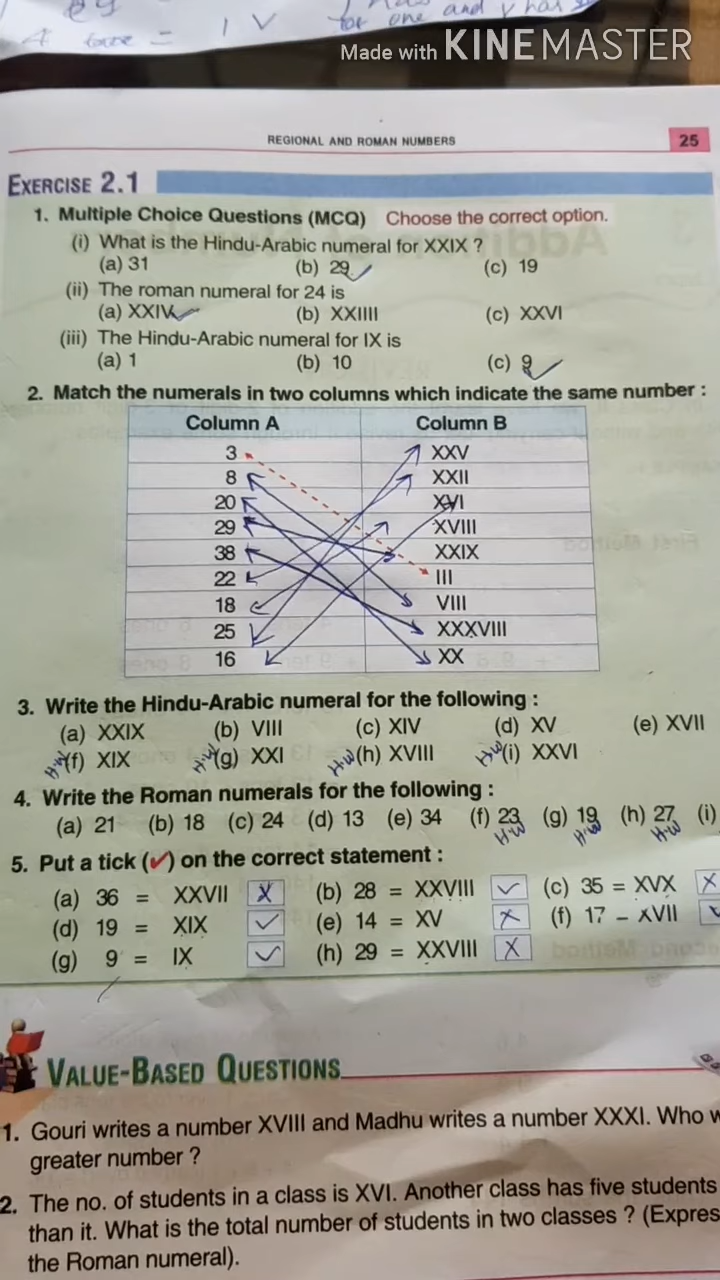 for one and
= 1V
Made with KINEMASTER
REGIONAL AND ROMAN NUMBERS 25
EXERCISE 2.1
1. Multiple Choice Questions (MCQ) Choose the correct option.
(i) What is the Hindu-Arabic numeral for XXIX ?
(a) 31 (b) 29 (c) 19
(ii) The roman numeral for 24 is
(a) XXIV (b) XXIIII (c) XXVI
(iii) The Hindu-Arabic numeral for IX is
(a) 1 (b) 10 (c) 9
2. Match the numerals in two columns which indicate the same number :
Column A Column B
3 XXV
8 XXII
20 XVI
29 XVIII
38 XXIX
22 III
18 VIII
25 XXXVIII
16 XX
3. Write the Hindu-Arabic numeral for the following :
(a) XXIX (b) VIII (c) XIV (d) XV (e) XVII
H.W (f) XIX H.W (g) XXI H.W (h) XVIII H.W (i) XXVI
4. Write the Roman numerals for the following :
(a) 21 (b) 18 (c) 24 (d) 13 (e) 34 (f) 23 (g) 19 (h) 27 (i)
H.W H.W H.W
5. Put a tick (✓) on the correct statement :
(a) 36 = XXVII X (b) 28 = XXVIII ✓ (c) 35 = XVX X
(d) 19 = XIX ✓ (e) 14 = XV X (f) 17 = XVII ✓
(g) 9 = IX ✓ (h) 29 = XXVIII X
VALUE-BASED QUESTIONS
1. Gouri writes a number XVIII and Madhu writes a number XXXI. Who w
greater number ?
2. The no. of students in a class is XVI. Another class has five students
than it. What is the total number of students in two classes ? (Expres
the Roman numeral).